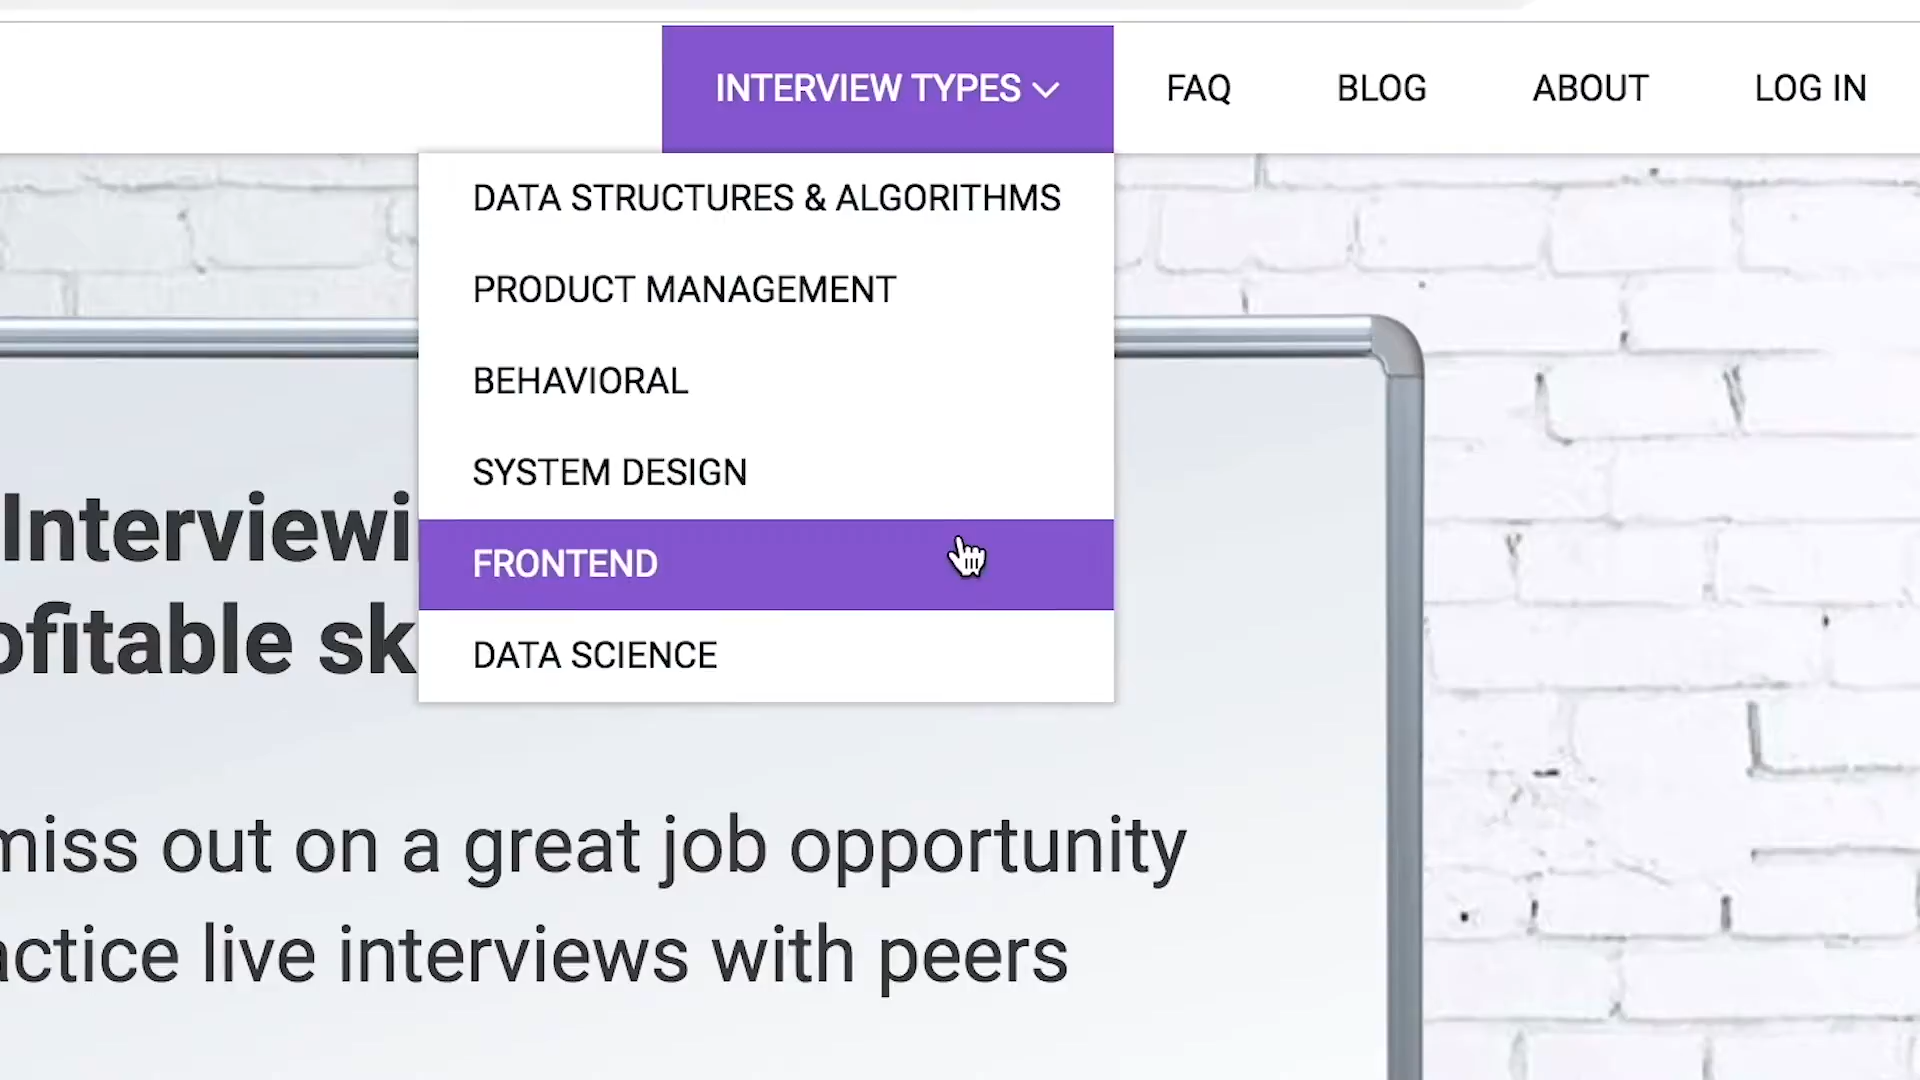 INTERVIEW TYPES FAQ BLOG ABOUT LOG IN
DATA STRUCTURES & ALGORITHMS
PRODUCT MANAGEMENT
BEHAVIORAL
SYSTEM DESIGN
FRONTEND
DATA SCIENCE
Interviewi
ofitable sk
miss out on a great job opportunity
actice live interviews with peers